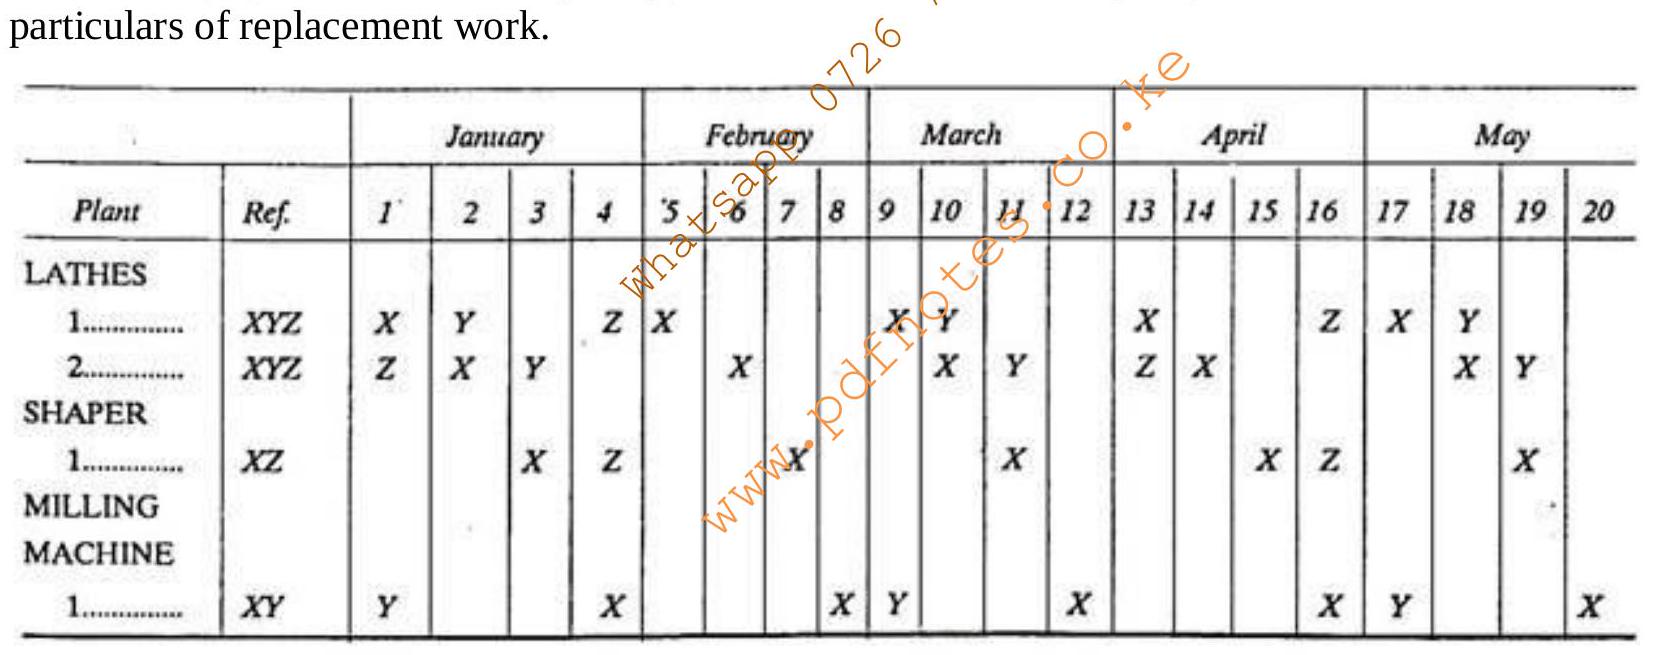 particulars of replacement work.
Whatsapp 0726
www.pdfnotes.co.ke
January February March April May
Plant Ref. 1 2 3 4 5 6 7 8 9 10 11 12 13 14 15 16 17 18 19 20
LATHES
1............... XYZ X Y Z X X Y X Z X Y
2............... XYZ Z X Y X X Y Z X X Y
SHAPER
1............... XZ X Z X X X Z X
MILLING
MACHINE
1............... XY Y X X Y X X Y X